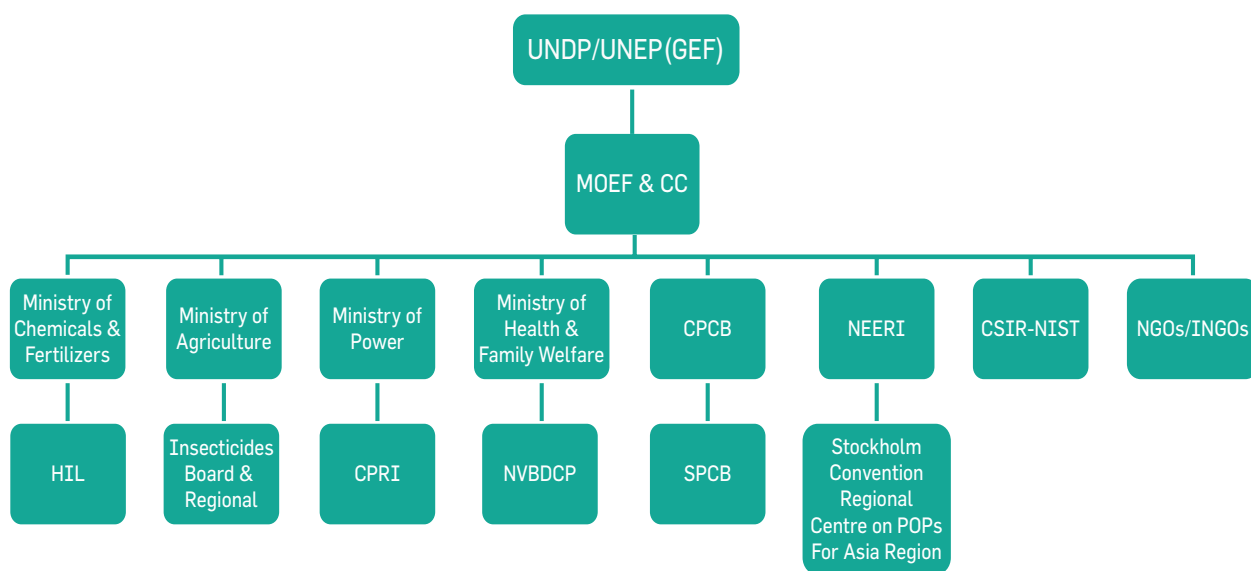 UNDP/UNEP(GEF)
MOEF & CC
Ministry of
Chemicals &
Fertilizers
Ministry of
Agriculture
Ministry of
Power
Ministry of
Health &
Family Welfare
CPCB
NEERI
CSIR-NIST
NGOs/INGOs
HIL
Insecticides
Board &
Regional
CPRI
NVBDCP
SPCB
Stockholm
Convention
Regional
Centre on POPs
For Asia Region